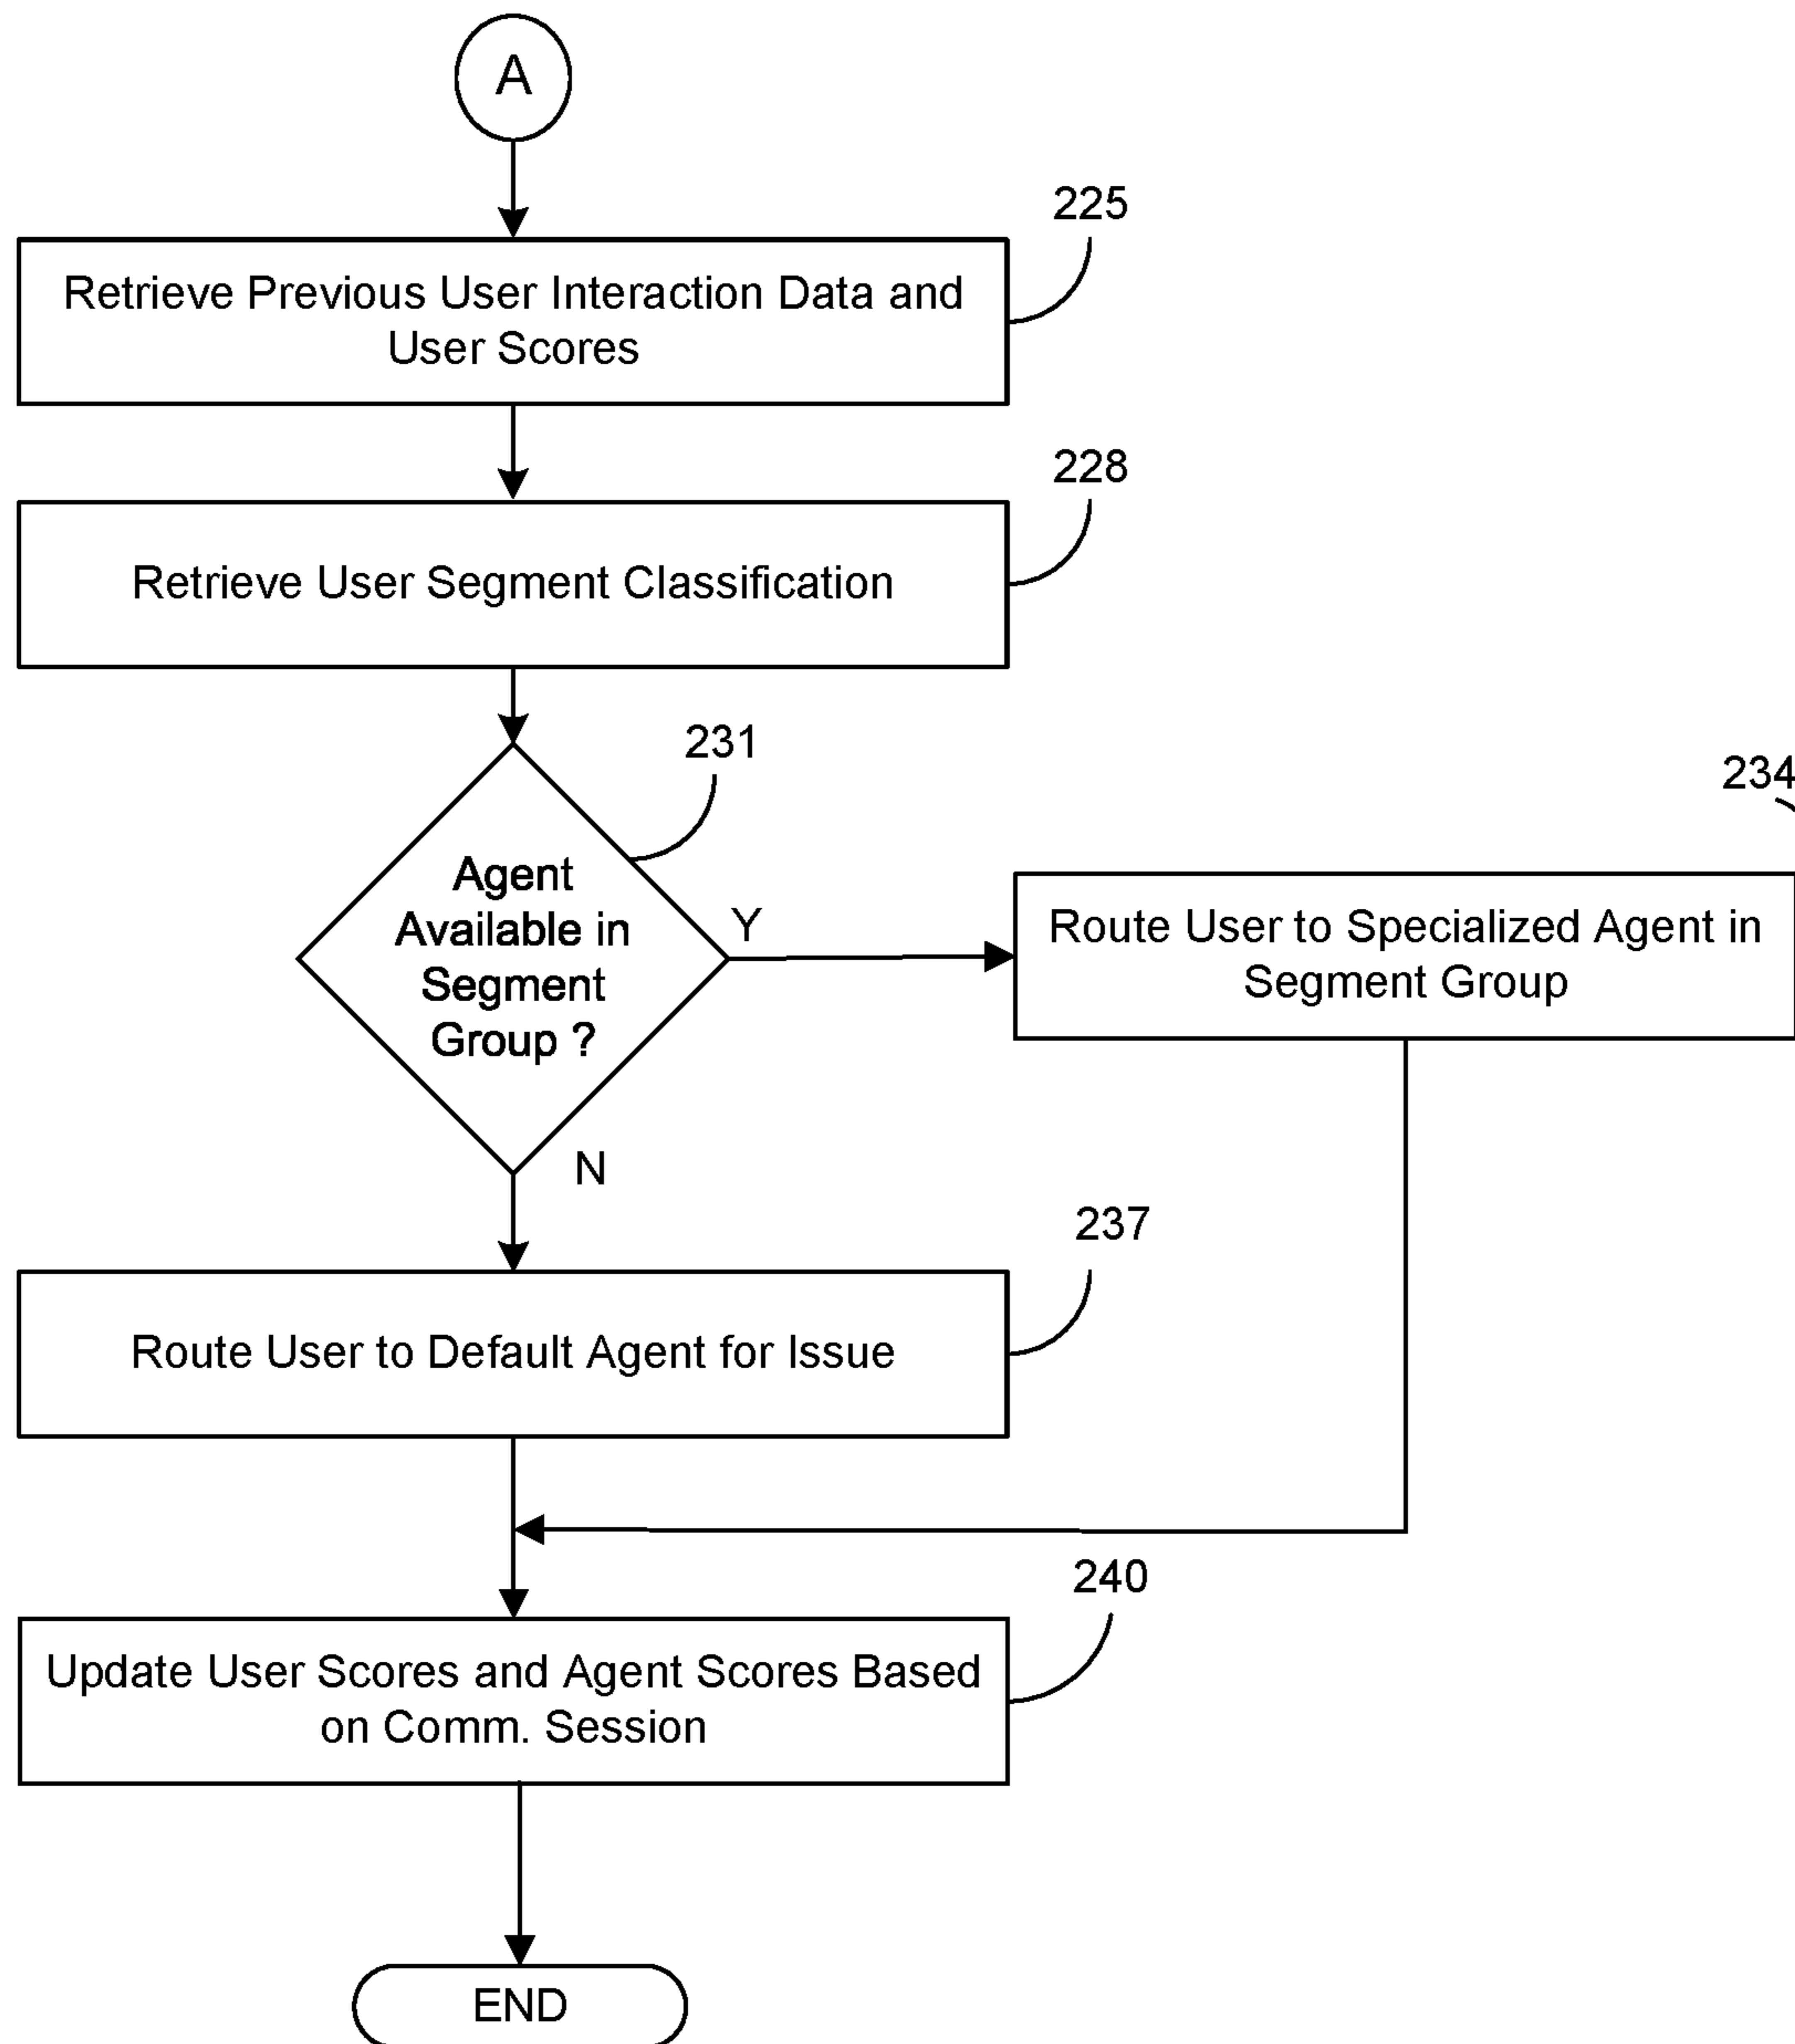 A
225
Retrieve Previous User Interaction Data and
User Scores
228
Retrieve User Segment Classification
231
Agent
Available in
Segment
Group ?
Y
234
Route User to Specialized Agent in
Segment Group
N
237
Route User to Default Agent for Issue
240
Update User Scores and Agent Scores Based
on Comm. Session
END